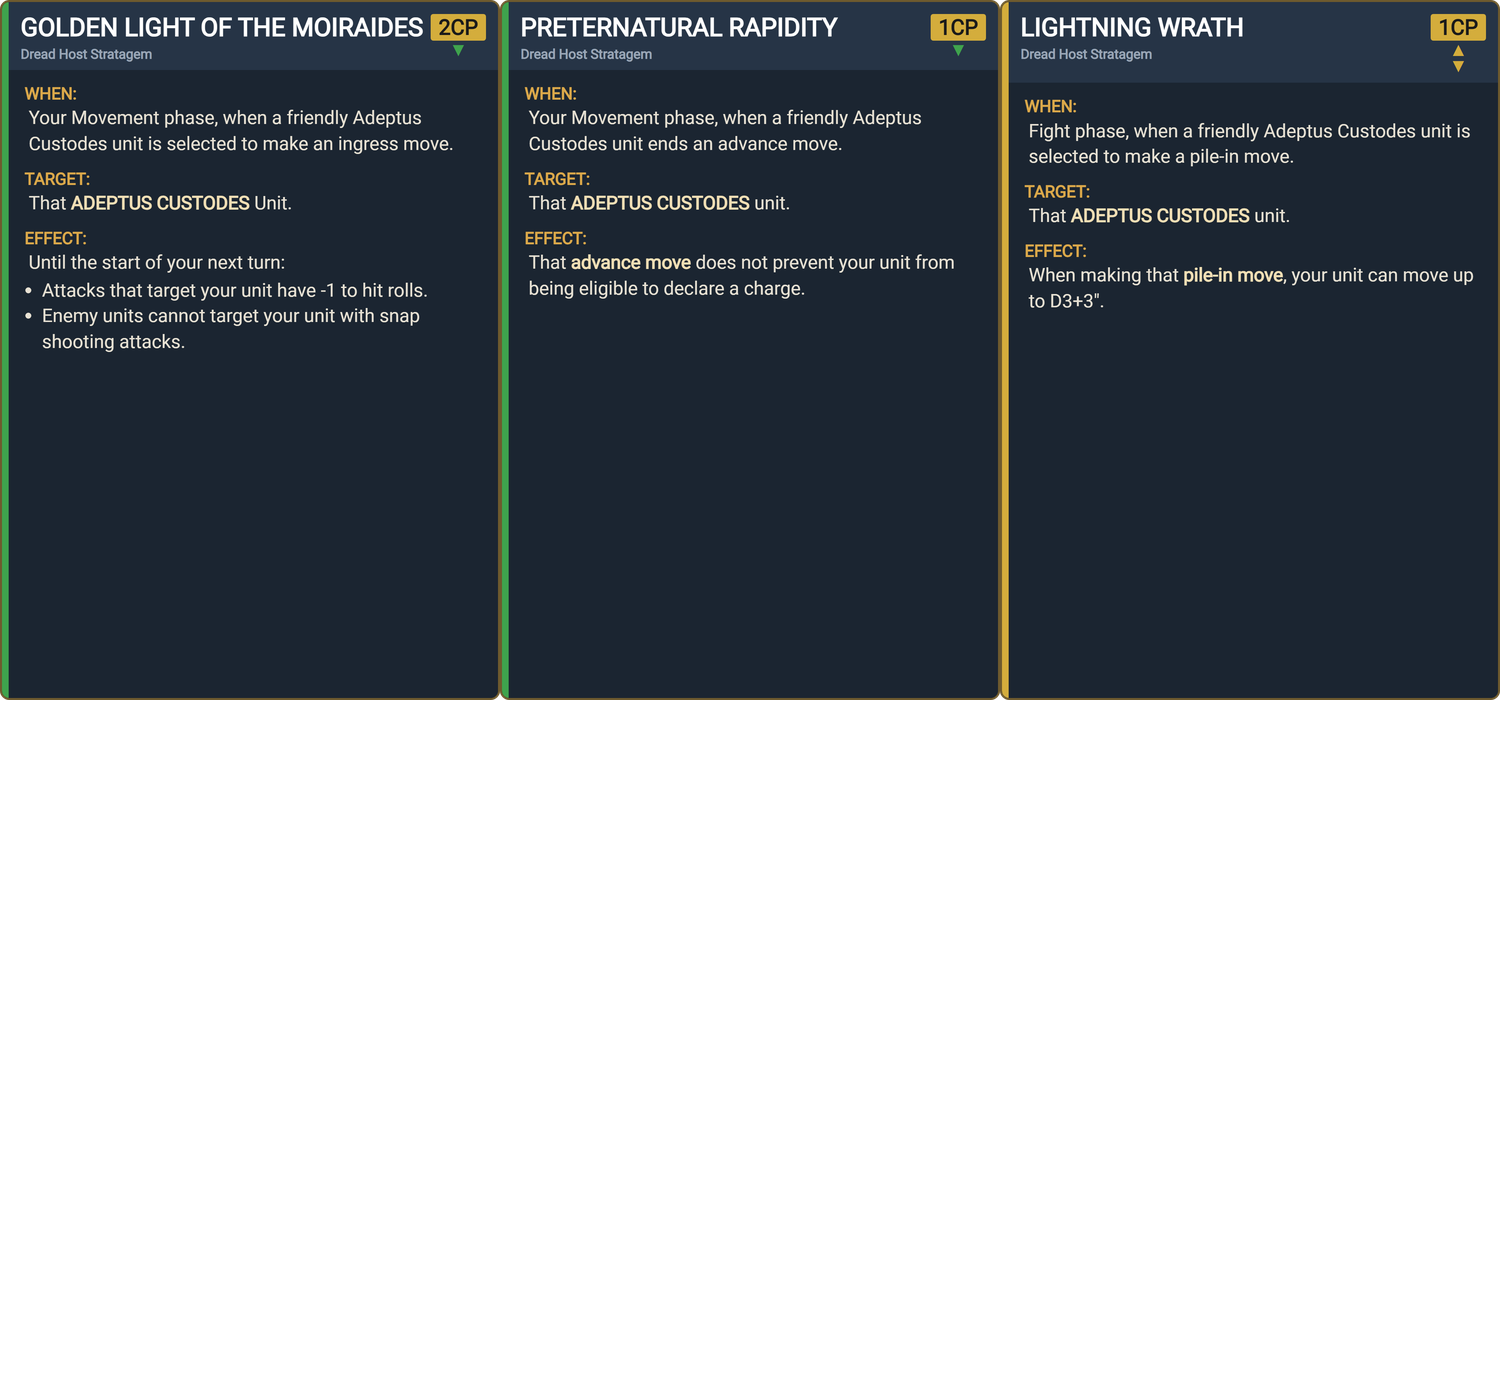 GOLDEN LIGHT OF THE MOIRAIDES 2CP
Dread Host Stratagem
WHEN:
Your Movement phase, when a friendly Adeptus
Custodes unit is selected to make an ingress move.
TARGET:
That ADEPTUS CUSTODES Unit.
EFFECT:
Until the start of your next turn:
• Attacks that target your unit have -1 to hit rolls.
• Enemy units cannot target your unit with snap
shooting attacks.
PRETERNATURAL RAPIDITY 1CP
Dread Host Stratagem
WHEN:
Your Movement phase, when a friendly Adeptus
Custodes unit ends an advance move.
TARGET:
That ADEPTUS CUSTODES unit.
EFFECT:
That advance move does not prevent your unit from
being eligible to declare a charge.
LIGHTNING WRATH 1CP
Dread Host Stratagem
WHEN:
Fight phase, when a friendly Adeptus Custodes unit is
selected to make a pile-in move.
TARGET:
That ADEPTUS CUSTODES unit.
EFFECT:
When making that pile-in move, your unit can move up
to D3+3".